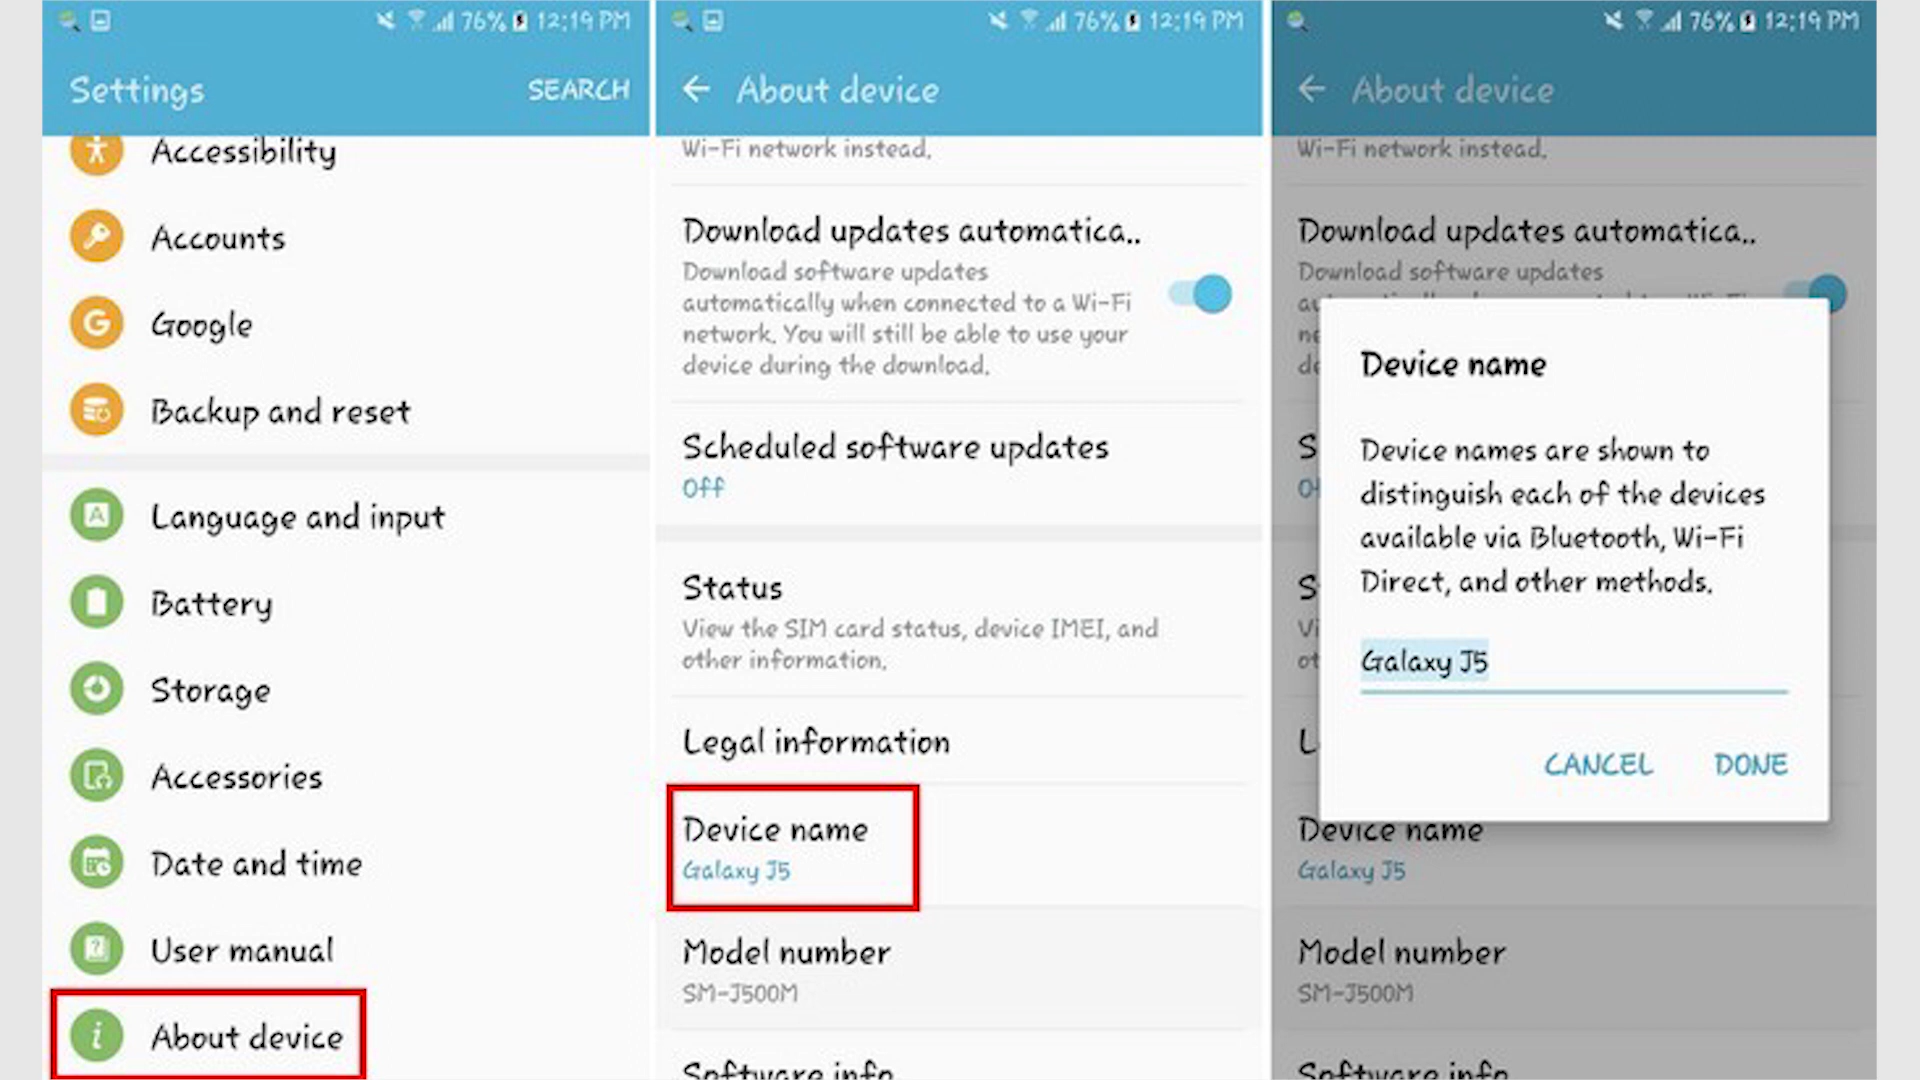 76% 12:19 PM
Settings
SEARCH
Accessibility
Accounts
Google
Backup and reset
Language and input
Battery
Storage
Accessories
Date and time
User manual
About device
76% 12:19 PM
About device
Wi-Fi network instead.
Download updates automatica..
Download software updates
automatically when connected to a Wi-Fi
network. You will still be able to use your
device during the download.
Scheduled software updates
Off
Status
View the SIM card status, device IMEI, and
other information.
Legal information
Device name
Galaxy J5
Model number
SM-J500M
Software info
76% 12:19 PM
About device
Wi-Fi network instead.
Download updates automatica..
Download software updates
Device name
Device names are shown to
distinguish each of the devices
available via Bluetooth, Wi-Fi
Direct, and other methods.
Galaxy J5
CANCEL
DONE
Device name
Galaxy J5
Model number
SM-J500M
Software info